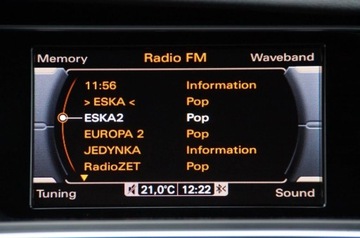 Memory Radio FM Waveband
11:56 Information
> ESKA < Pop
ESKA2 Pop
EUROPA 2 Pop
JEDYNKA Information
RadioZET Pop
Tuning 21,0°C 12:22 Sound